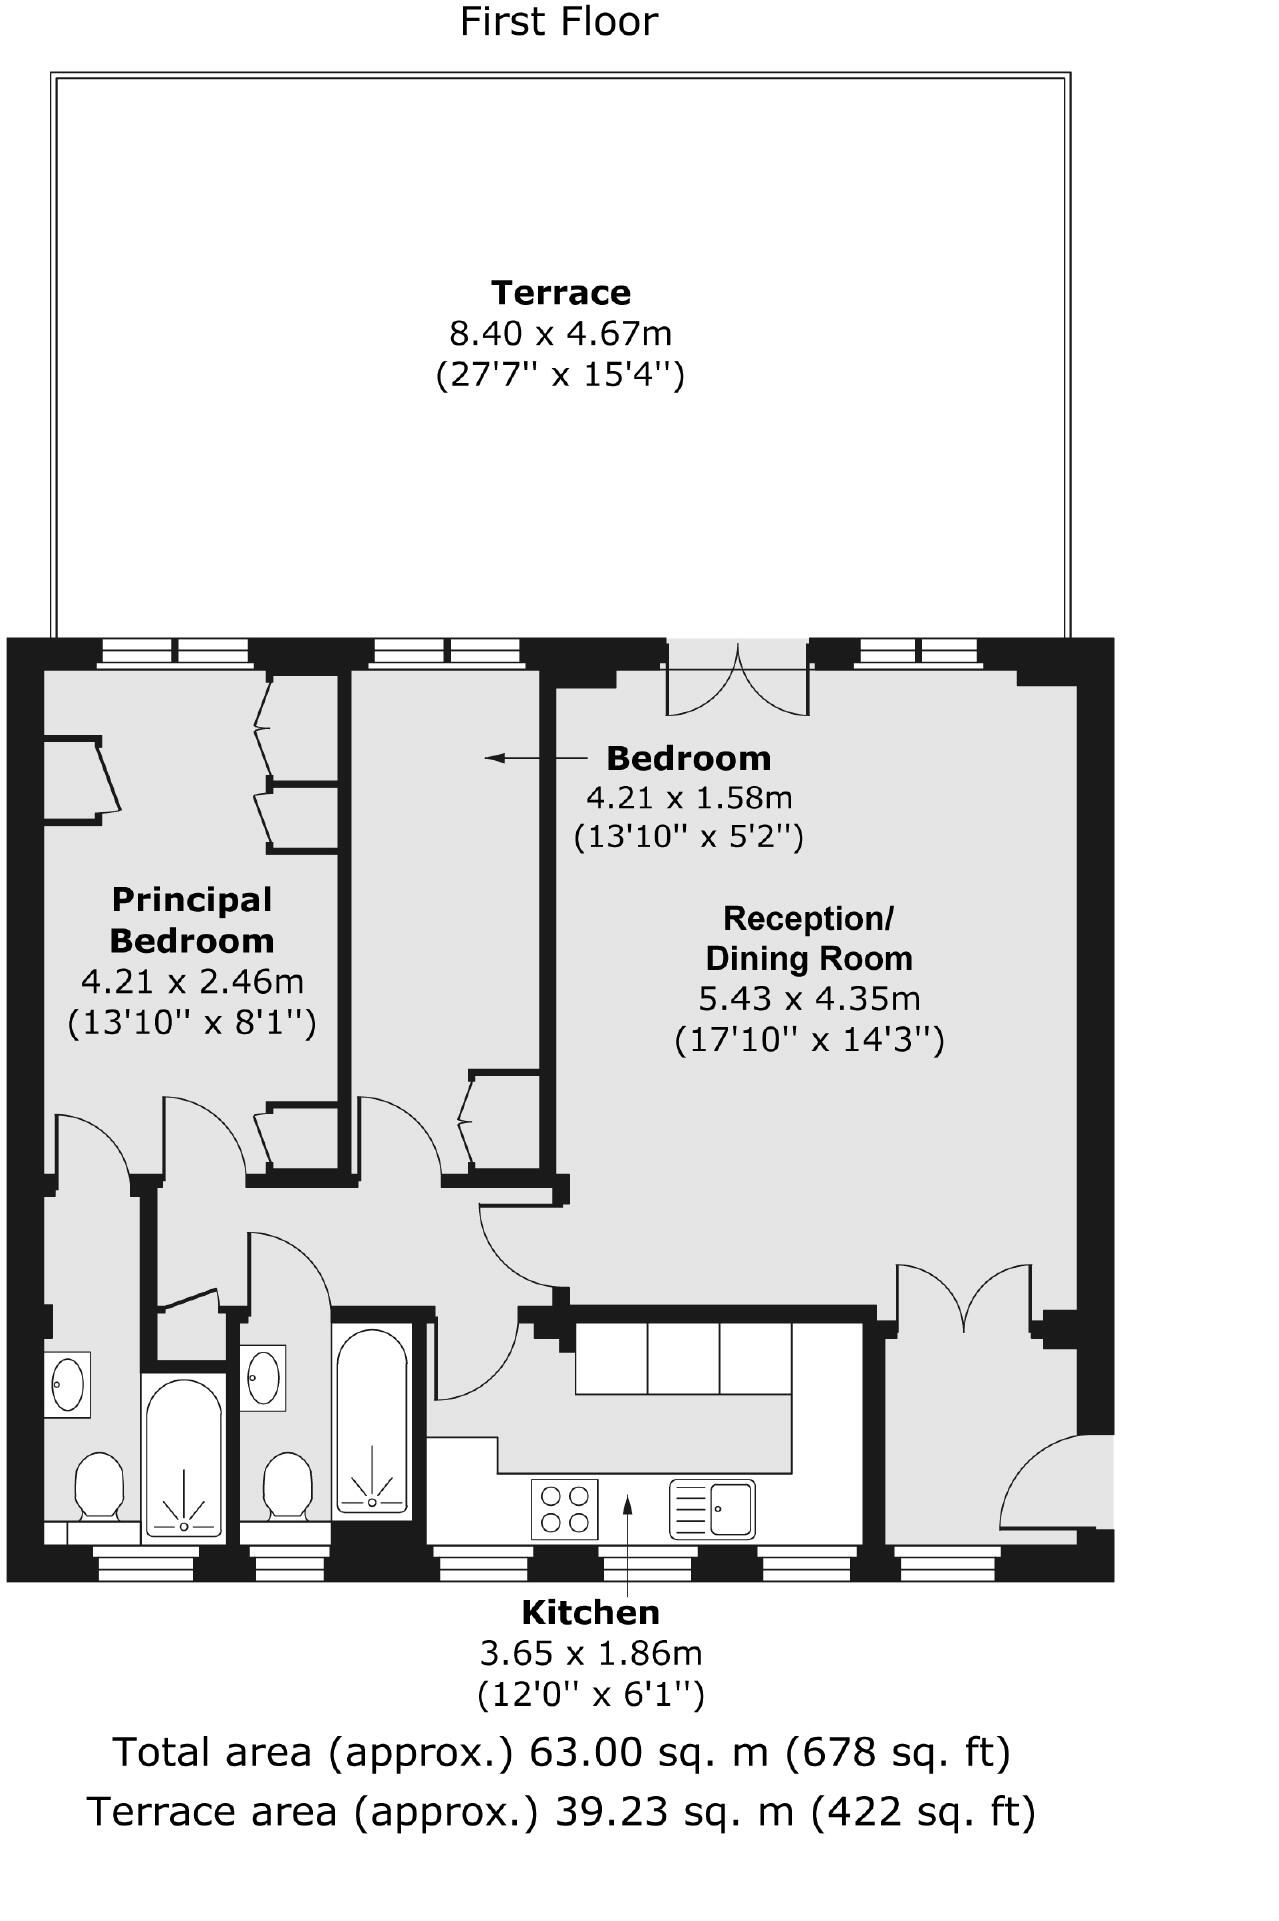 First Floor
Terrace
8.40 x 4.67m
(27'7" x 15'4")
Bedroom
4.21 x 1.58m
(13'10" x 5'2")
Principal
Bedroom
4.21 x 2.46m
(13'10" x 8'1")
Reception/
Dining Room
5.43 x 4.35m
(17'10" x 14'3")
Kitchen
3.65 x 1.86m
(12'0" x 6'1")
Total area (approx.) 63.00 sq. m (678 sq. ft)
Terrace area (approx.) 39.23 sq. m (422 sq. ft)